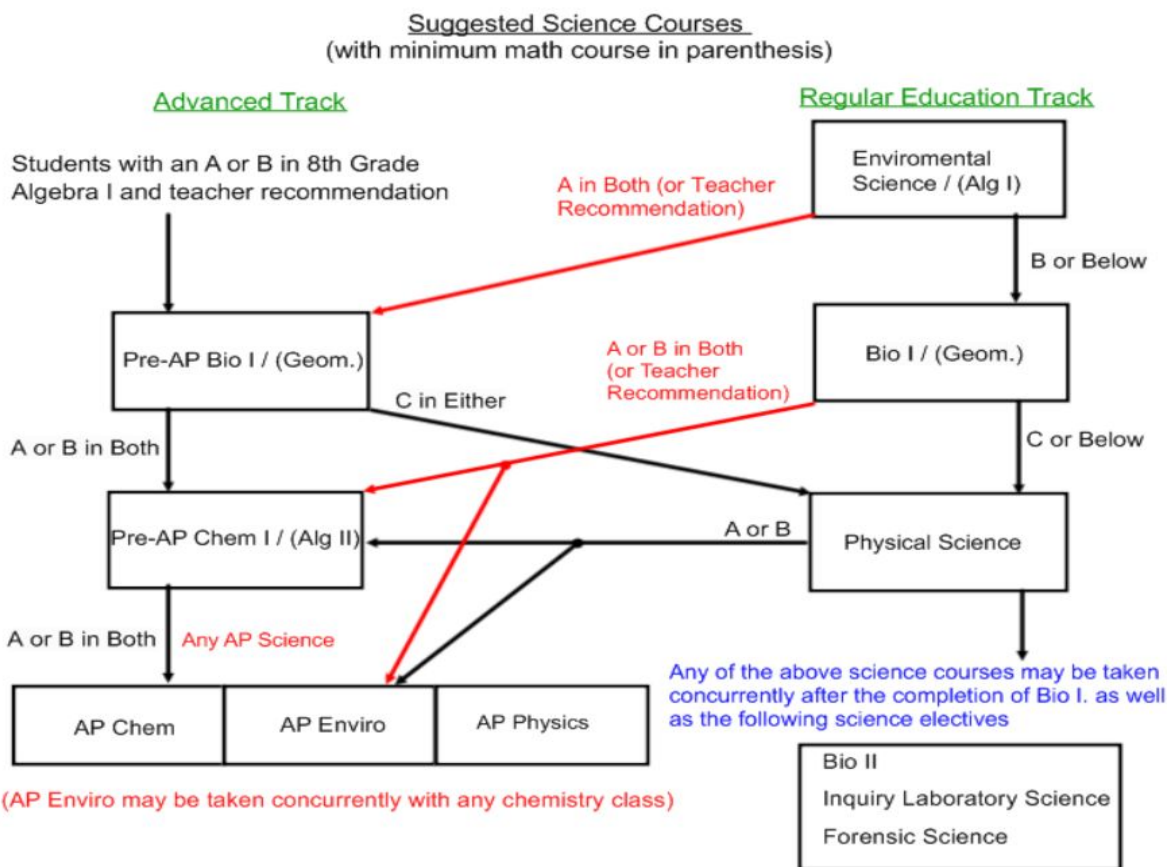 Suggested Science Courses
(with minimum math course in parenthesis)
Advanced Track
Regular Education Track
Students with an A or B in 8th Grade
Algebra I and teacher recommendation
A in Both (or Teacher
Recommendation)
Enviromental
Science / (Alg I)
B or Below
Pre-AP Bio I / (Geom.)
A or B in Both
(or Teacher
Recommendation)
Bio I / (Geom.)
C in Either
A or B in Both
C or Below
Pre-AP Chem I / (Alg II)
A or B
Physical Science
A or B in Both
Any AP Science
Any of the above science courses may be taken
concurrently after the completion of Bio I. as well
as the following science electives
AP Chem
AP Enviro
AP Physics
(AP Enviro may be taken concurrently with any chemistry class)
Bio II
Inquiry Laboratory Science
Forensic Science